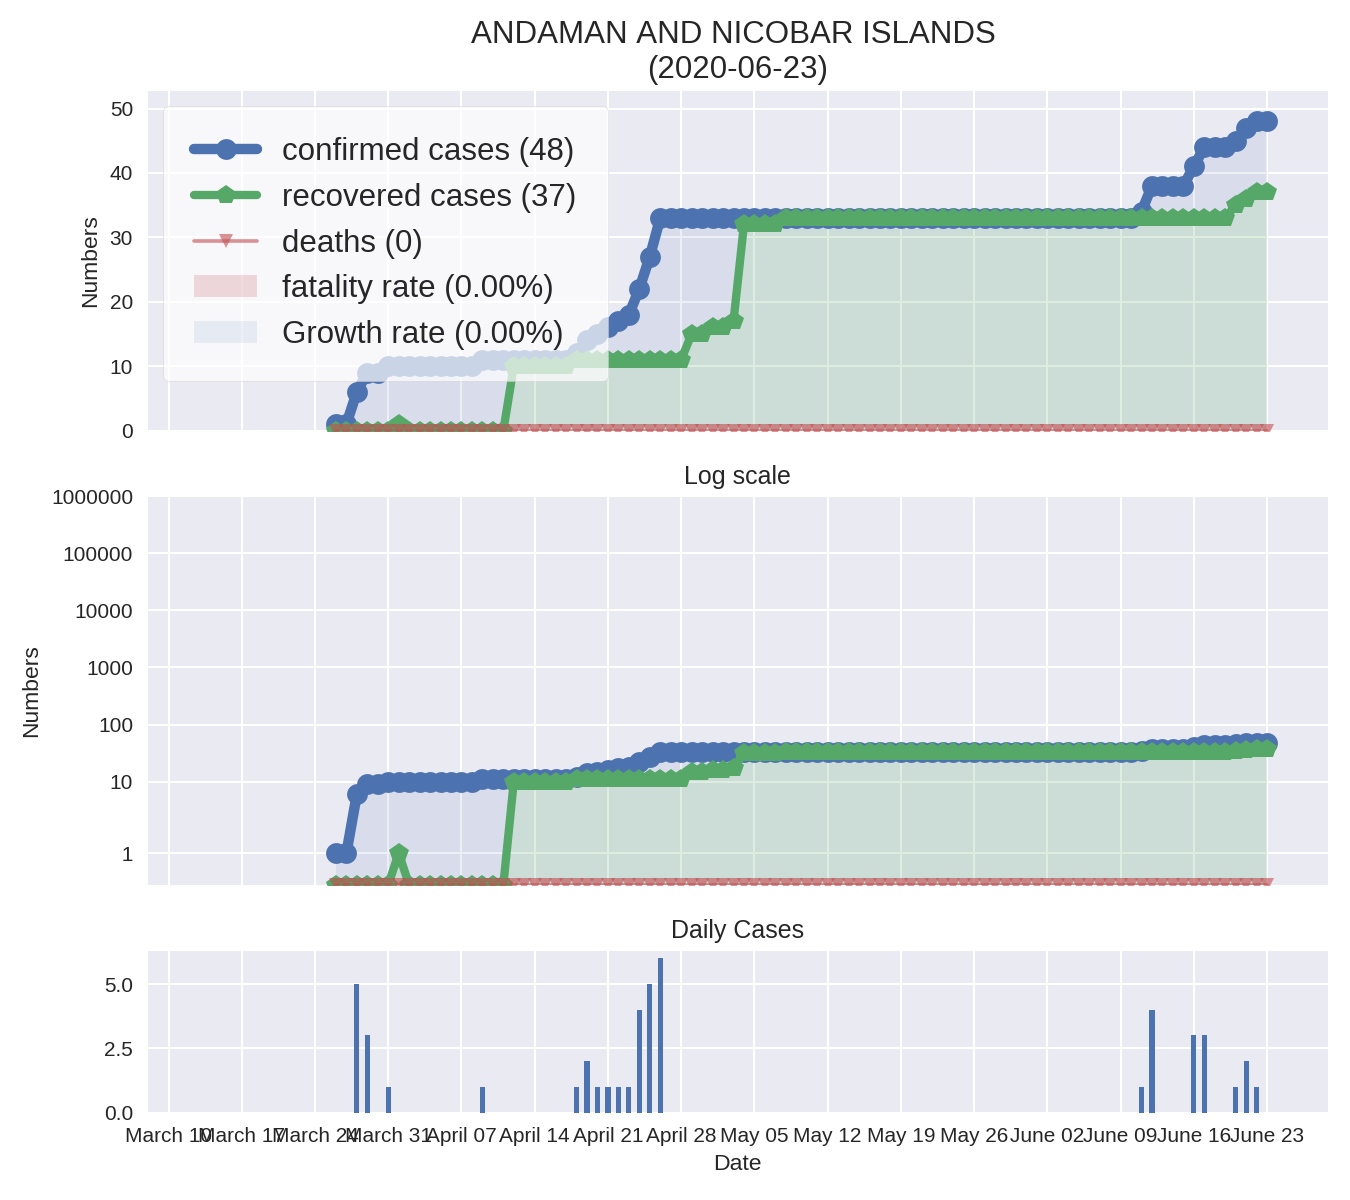 ANDAMAN AND NICOBAR ISLANDS
(2020-06-23)
50
40
30
20
10
0
Numbers
confirmed cases (48)
recovered cases (37)
deaths (0)
fatality rate (0.00%)
Growth rate (0.00%)
Log scale
1000000
100000
10000
1000
100
10
1
Numbers
Daily Cases
5.0
2.5
0.0
March 10 March 17 March 24 March 31 April 07 April 14 April 21 April 28 May 05 May 12 May 19 May 26 June 02 June 09 June 16 June 23
Date